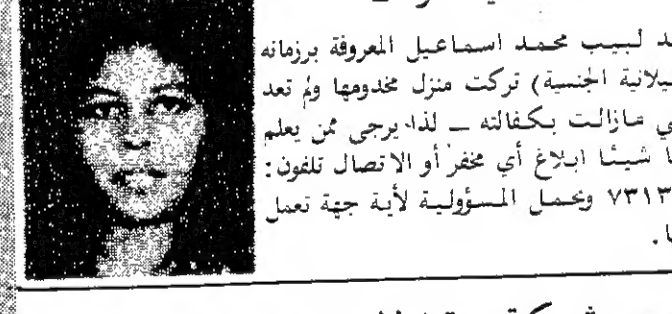 لبيب محمد اسماعيل المعروفة برزمانه
الجنسية) تركت منزل مخدومها ولم تعد
مازالت بكفالته – لذا يرجى ممن يعلم
شيئا ابلاغ أي مخفر أو الاتصال تلفون:
٧٣١٣ وتحمل المسؤولية لأية جهة تعمل